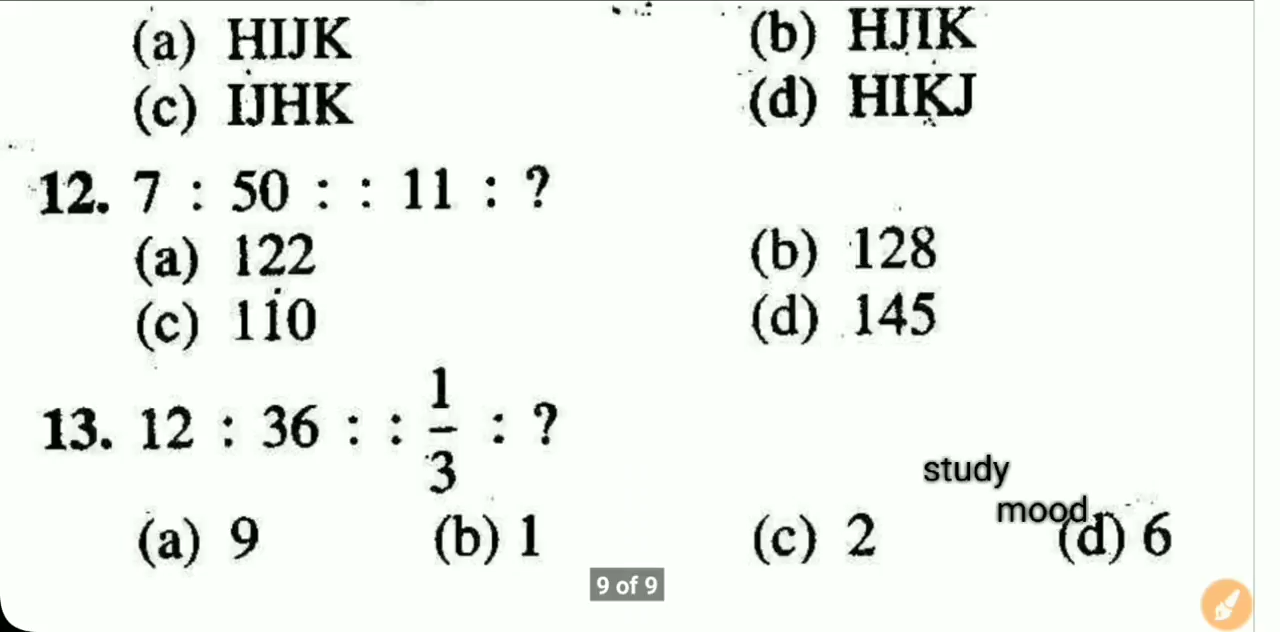 (a) HIJK (b) HJIK
(c) IJHK (d) HIKJ
12. 7 : 50 : : 11 : ?
(a) 122 (b) 128
(c) 110 (d) 145
13. 12 : 36 : : 1/3 : ?
study
mood
(a) 9 (b) 1 (c) 2 (d) 6
9 of 9